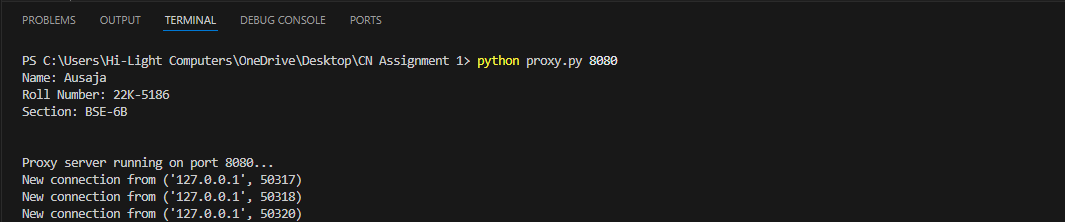 PROBLEMS OUTPUT TERMINAL DEBUG CONSOLE PORTS
PS C:\Users\Hi-Light Computers\OneDrive\Desktop\CN Assignment 1> python proxy.py 8080
Name: Ausaja
Roll Number: 22K-5186
Section: BSE-6B
Proxy server running on port 8080...
New connection from ('127.0.0.1', 50317)
New connection from ('127.0.0.1', 50318)
New connection from ('127.0.0.1', 50320)